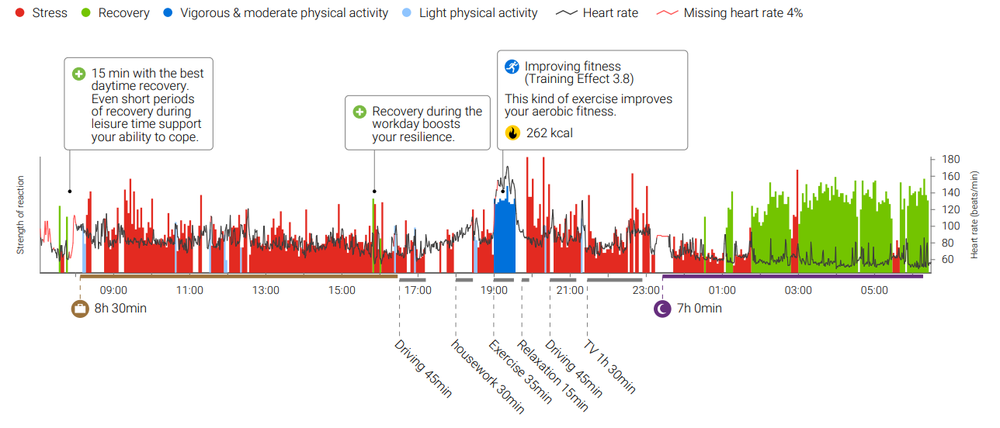 Stress
Recovery
Vigorous & moderate physical activity
Light physical activity
Heart rate
Missing heart rate 4%
15 min with the best
daytime recovery.
Even short periods
of recovery during
leisure time support
your ability to cope.
Recovery during the
workday boosts
your resilience.
Improving fitness
(Training Effect 3.8)
This kind of exercise improves
your aerobic fitness.
262 kcal
Strength of reaction
180
160
140
120
100
80
60
Heart rate (beats/min)
09:00
11:00
13:00
15:00
17:00
19:00
21:00
23:00
01:00
03:00
05:00
8h 30min
7h 0min
Driving 45min
housework 30min
Exercise 35min
Relaxation 15min
Driving 45min
TV 1h 30min